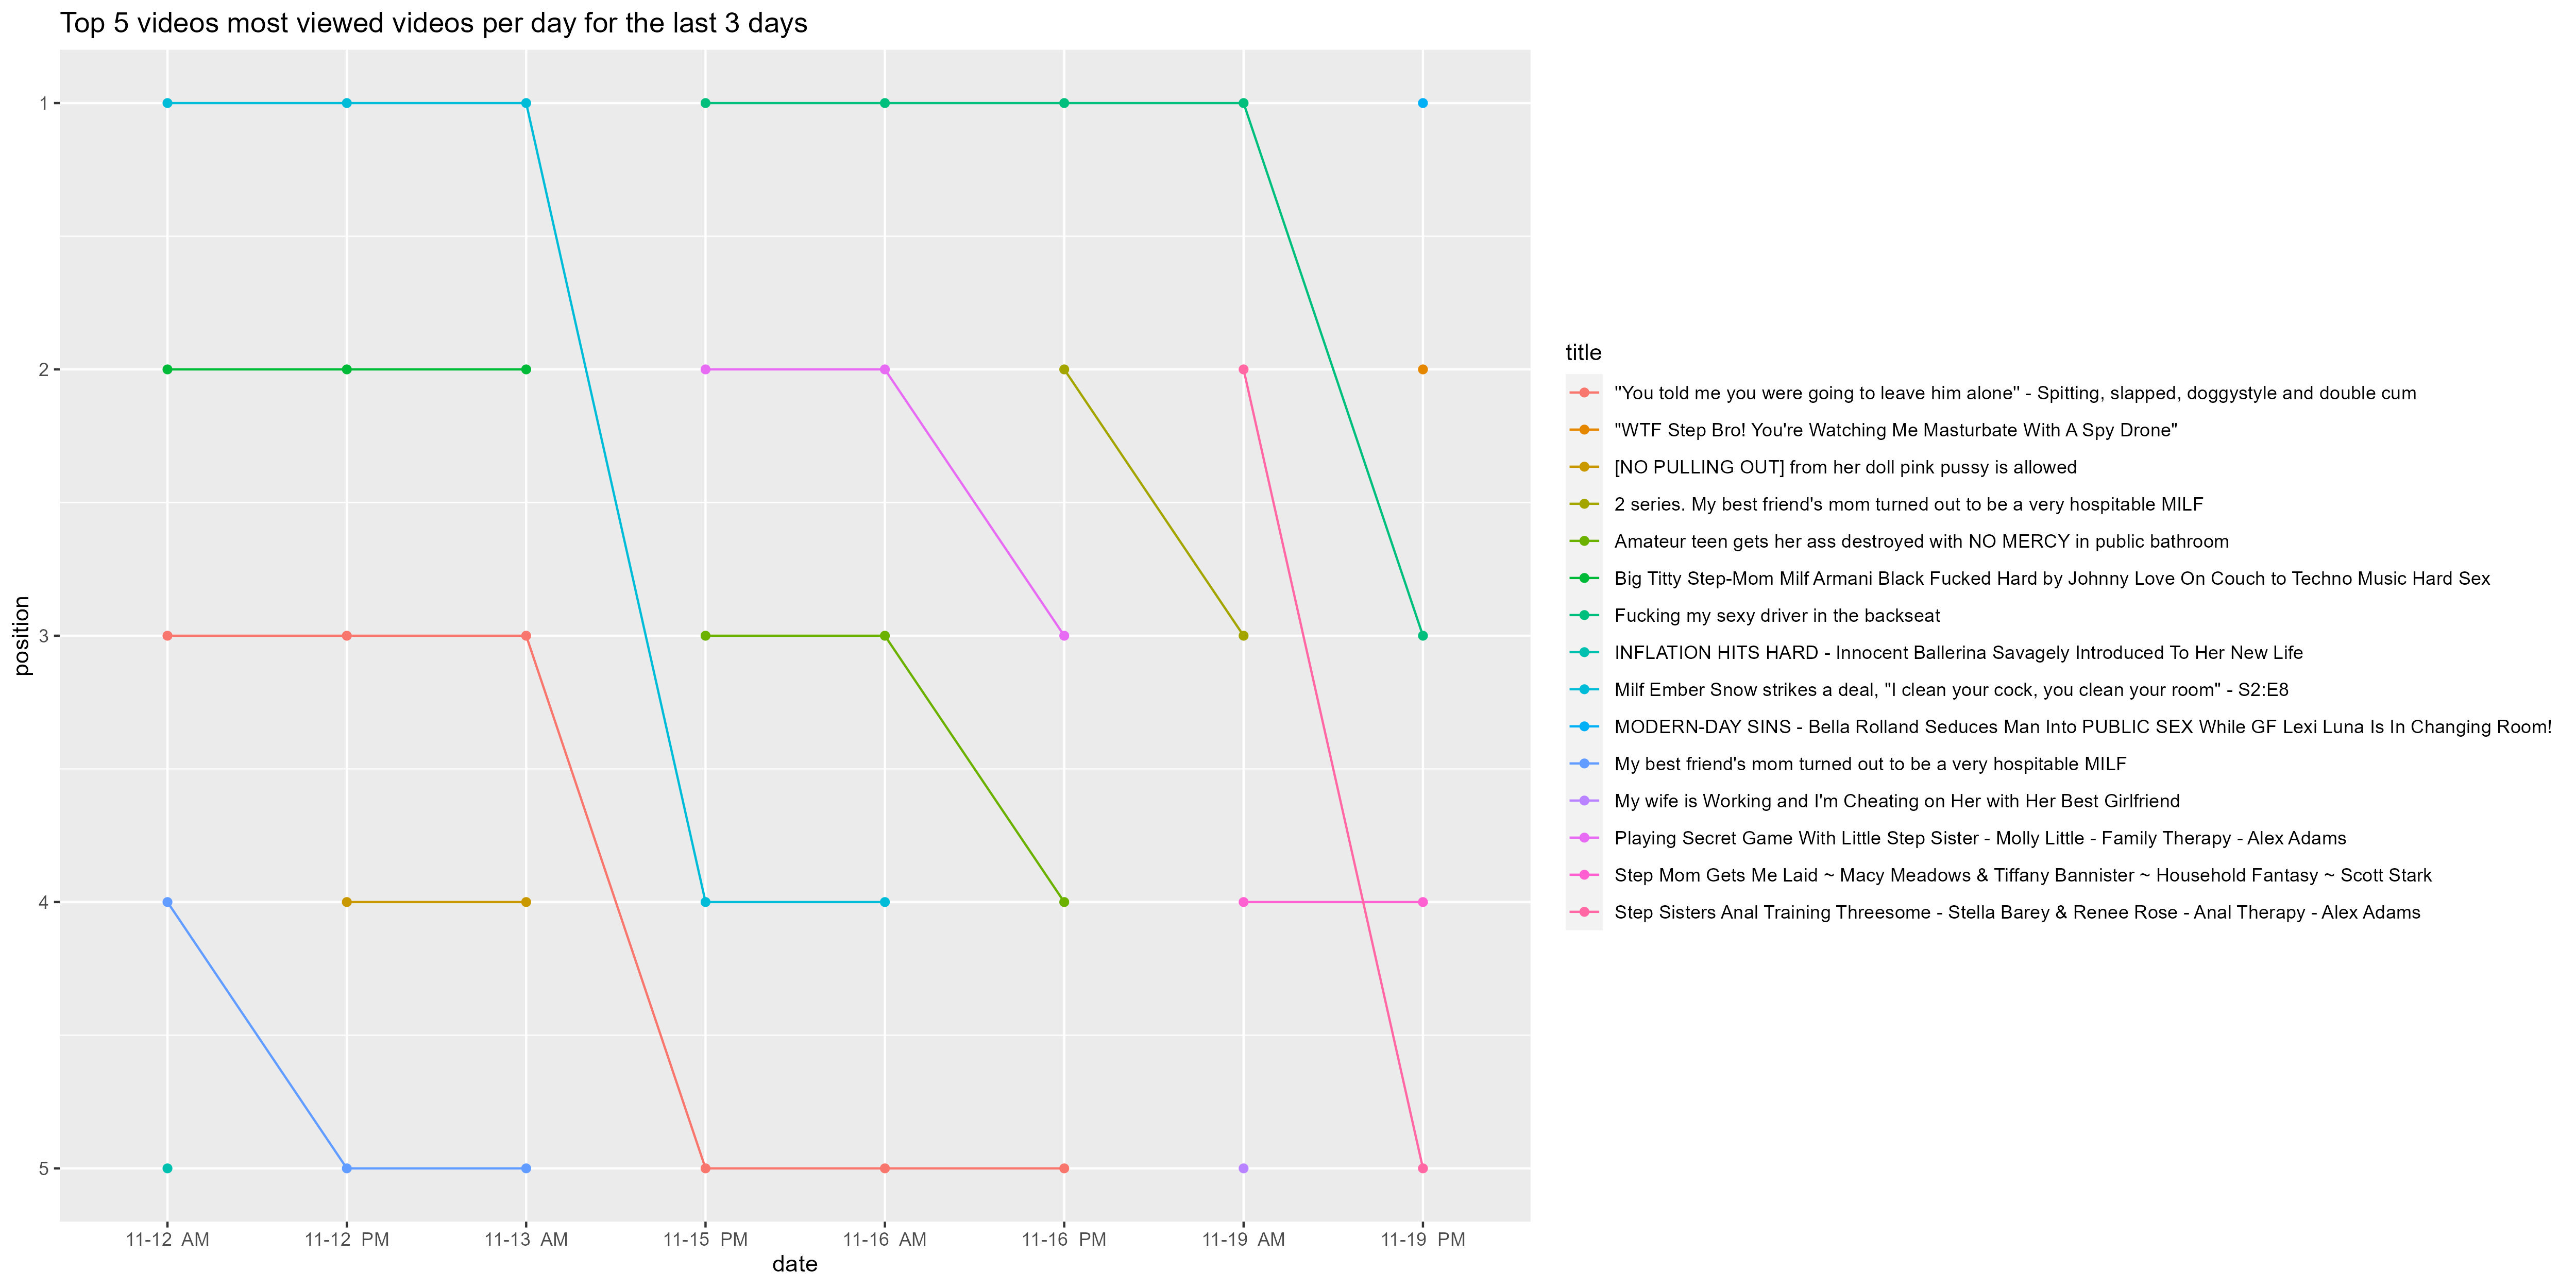 Top 5 videos most viewed videos per day for the last 3 days
position
1
2
3
4
5
11-12 AM
11-12 PM
11-13 AM
11-15 PM
11-16 AM
11-16 PM
11-19 AM
11-19 PM
date
title
"You told me you were going to leave him alone" - Spitting, slapped, doggystyle and double cum
"WTF Step Bro! You're Watching Me Masturbate With A Spy Drone"
[NO PULLING OUT] from her doll pink pussy is allowed
2 series. My best friend's mom turned out to be a very hospitable MILF
Amateur teen gets her ass destroyed with NO MERCY in public bathroom
Big Titty Step-Mom Milf Armani Black Fucked Hard by Johnny Love On Couch to Techno Music Hard Sex
Fucking my sexy driver in the backseat
INFLATION HITS HARD - Innocent Ballerina Savagely Introduced To Her New Life
Milf Ember Snow strikes a deal, "I clean your cock, you clean your room" - S2:E8
MODERN-DAY SINS - Bella Rolland Seduces Man Into PUBLIC SEX While GF Lexi Luna Is In Changing Room!
My best friend's mom turned out to be a very hospitable MILF
My wife is Working and I'm Cheating on Her with Her Best Girlfriend
Playing Secret Game With Little Step Sister - Molly Little - Family Therapy - Alex Adams
Step Mom Gets Me Laid ~ Macy Meadows & Tiffany Bannister ~ Household Fantasy ~ Scott Stark
Step Sisters Anal Training Threesome - Stella Barey & Renee Rose - Anal Therapy - Alex Adams